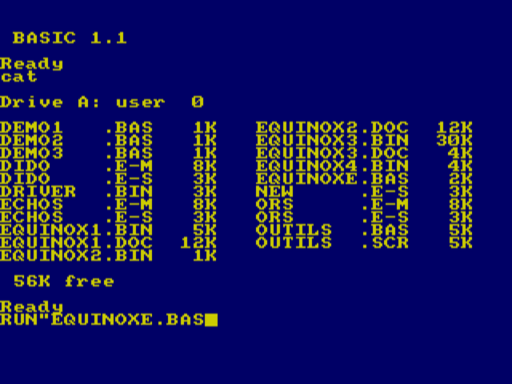 BASIC 1.1
Ready
cat
Drive A: user 0
DEMO1 .BAS 1K EQUINOX2.DOC 12K
DEMO2 .BAS 1K EQUINOX3.BIN 30K
DEMO3 .BAS 1K EQUINOX3.DOC 4K
DIDO .E-M 8K EQUINOX4.BIN 4K
DIDO .E-S 3K EQUINOXE.BAS 2K
DRIVER .BIN 3K NEW .E-S 3K
ECHOS .E-M 8K ORS .E-M 8K
ECHOS .E-S 3K ORS .E-S 3K
EQUINOX1.BIN 5K OUTILS .BAS 5K
EQUINOX1.DOC 12K OUTILS .SCR 5K
EQUINOX2.BIN 1K
56K free
Ready
RUN"EQUINOXE.BAS